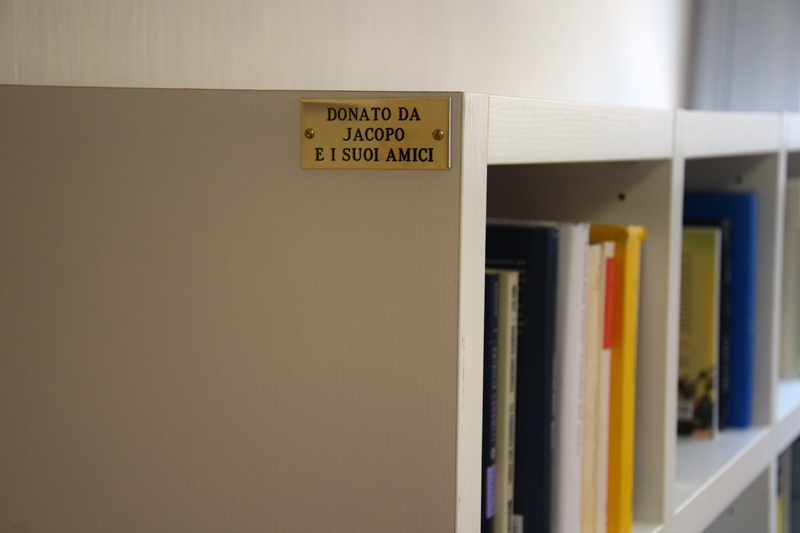 DONATO DA
JACOPO
E I SUOI AMICI